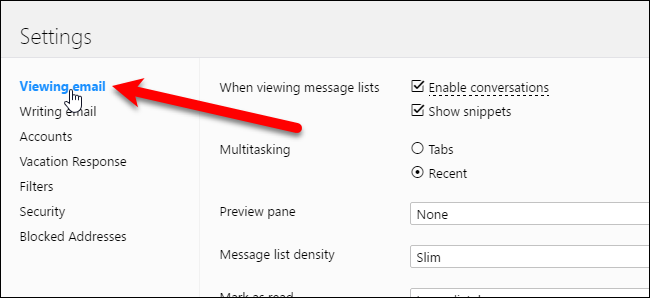 Settings
Viewing email
Writing email
Accounts
Vacation Response
Filters
Security
Blocked Addresses
When viewing message lists
Enable conversations
Show snippets
Multitasking
Tabs
Recent
Preview pane
None
Message list density
Slim
Mark as read